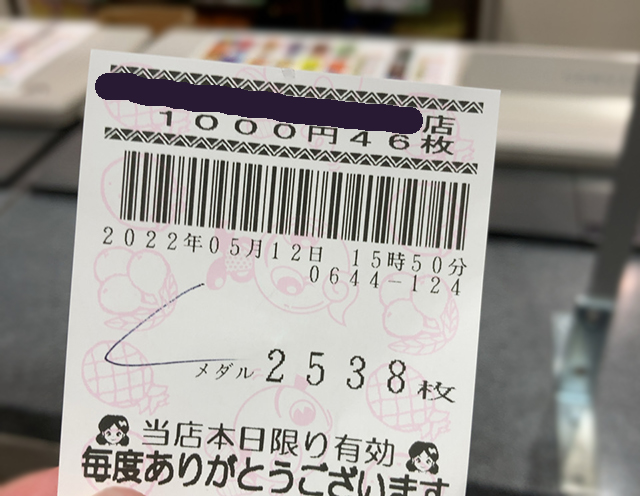 店
1000円46枚
2022年05月12日 15時50分
0644-124
メダル 2538枚
当店本日限り有効
毎度ありがとうございます